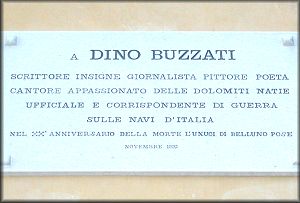 A DINO BUZZATI
SCRITTORE INSIGNE GIORNALISTA PITTORE POETA
CANTORE APPASSIONATO DELLE DOLOMITI NATIE
UFFICIALE E CORRISPONDENTE DI GUERRA
SULLE NAVI D'ITALIA
NEL XX° ANNIVERSARIO DELLA MORTE DI BELLUNO POSE
NOVEMBRE